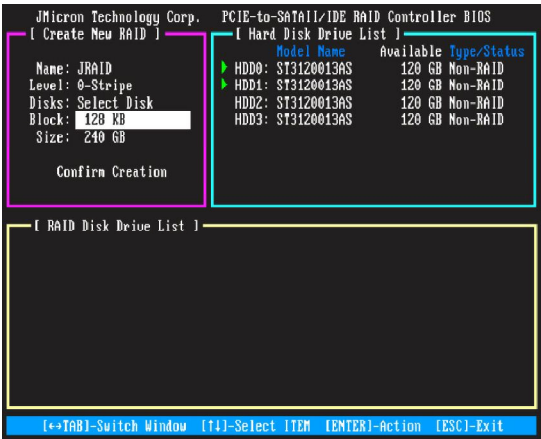 JMicron Technology Corp. PCIE-to-SATAII/IDE RAID Controller BIOS
[ Create New RAID ]
Name: JRAID
Level: 0-Stripe
Disks: Select Disk
Block: 128 KB
Size: 240 GB
Confirm Creation
[ Hard Disk Drive List ]
Model Name Available Type/Status
HDD0: ST3120013AS 120 GB Non-RAID
HDD1: ST3120013AS 120 GB Non-RAID
HDD2: ST3120013AS 120 GB Non-RAID
HDD3: ST3120013AS 120 GB Non-RAID
[ RAID Disk Drive List ]
[←→TAB]-Switch Window [↑↓]-Select ITEM [ENTER]-Action [ESC]-Exit